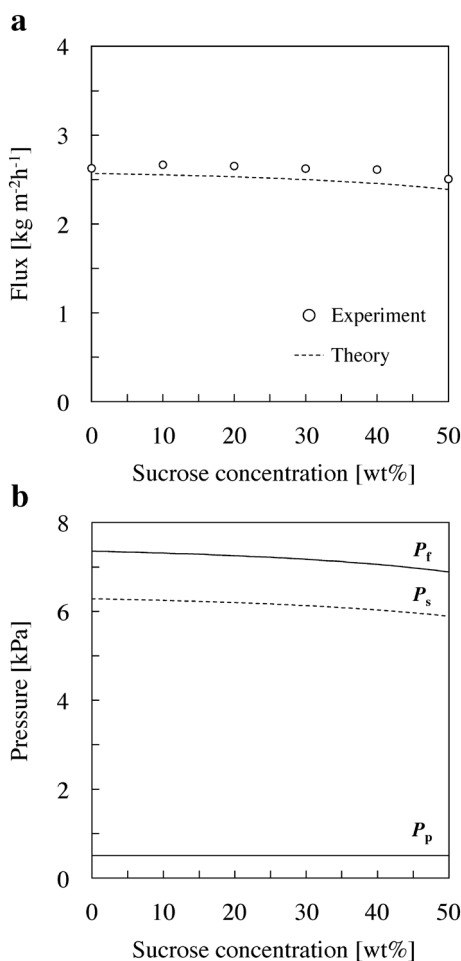 a
4
3
2
1
0
Flux [kg m-2h-1]
Experiment
Theory
0 10 20 30 40 50
Sucrose concentration [wt%]
b
8
6
4
2
0
Pressure [kPa]
Pf
Ps
Pp
0 10 20 30 40 50
Sucrose concentration [wt%]